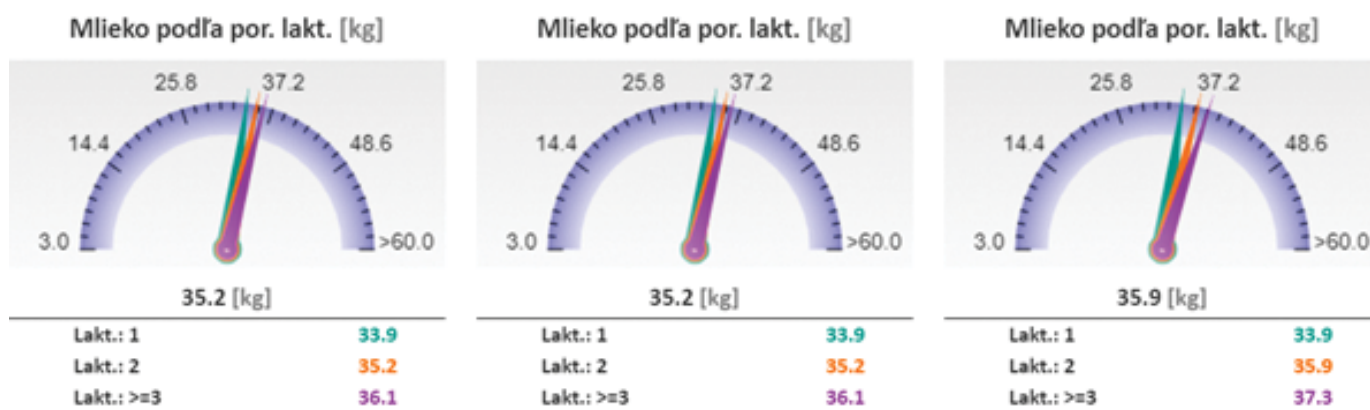 Mlieko podľa por. lakt. [kg]
25.8 37.2
14.4 48.6
3.0 >60.0
35.2 [kg]
Lakt.: 1 33.9
Lakt.: 2 35.2
Lakt.: >=3 36.1
Mlieko podľa por. lakt. [kg]
25.8 37.2
14.4 48.6
3.0 >60.0
35.2 [kg]
Lakt.: 1 33.9
Lakt.: 2 35.2
Lakt.: >=3 36.1
Mlieko podľa por. lakt. [kg]
25.8 37.2
14.4 48.6
3.0 >60.0
35.9 [kg]
Lakt.: 1 33.9
Lakt.: 2 35.9
Lakt.: >=3 37.3